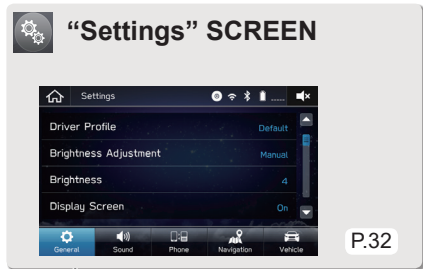 “Settings” SCREEN
Settings
Driver Profile Default
Brightness Adjustment Manual
Brightness 4
Display Screen On
General Sound Phone Navigation Vehicle
P.32